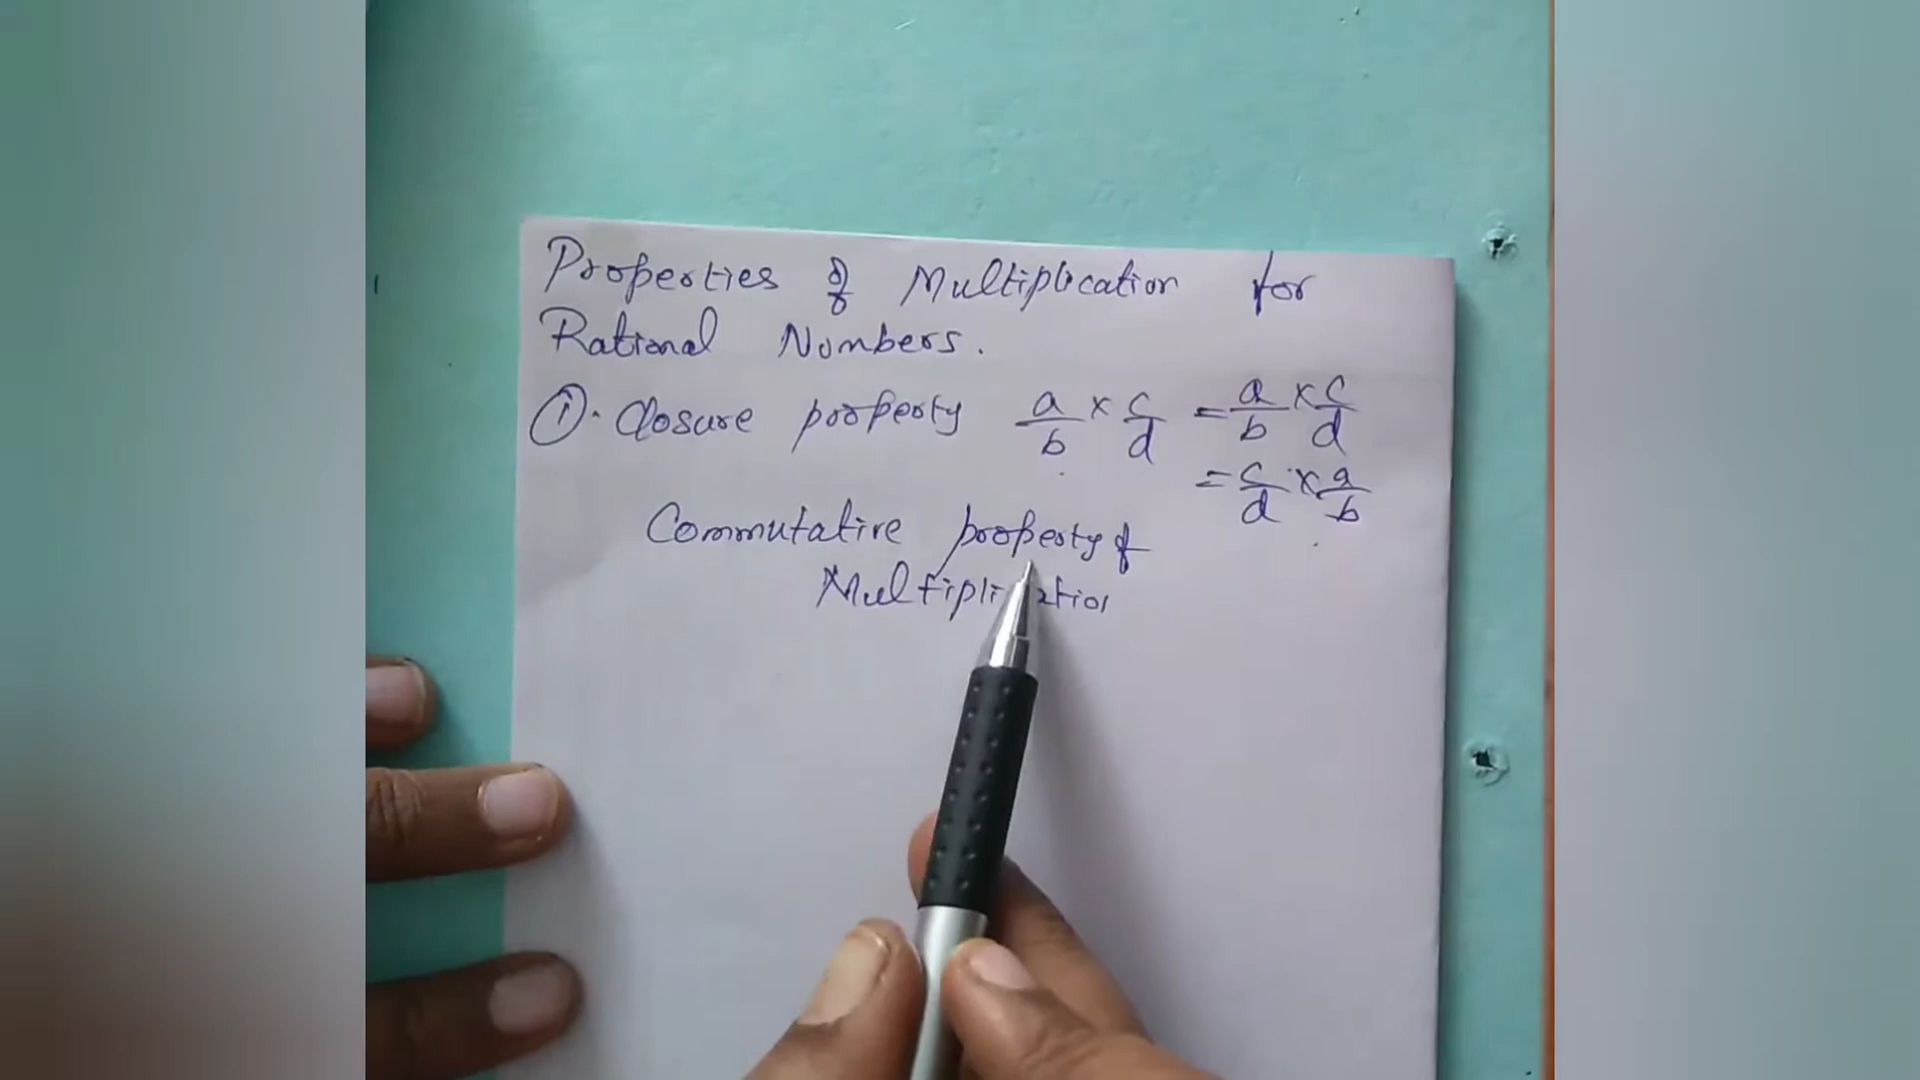 Properties of Multiplication for
Rational Numbers.
①. Closure property a/b × c/d = a/b × c/d
= c/d × a/b
Commutative property of
Multiplication